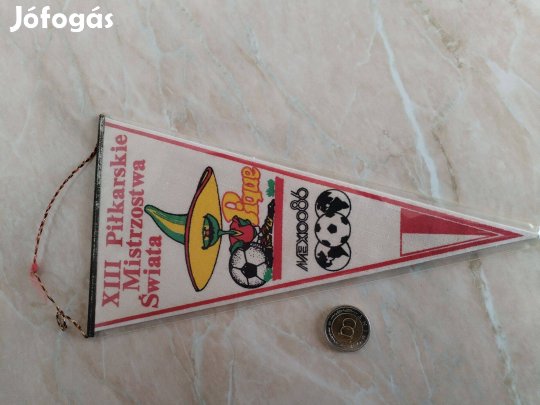 Jófogás
XIII Piłkarskie
Mistrzostwa
Świata
Pique
MEXICO86